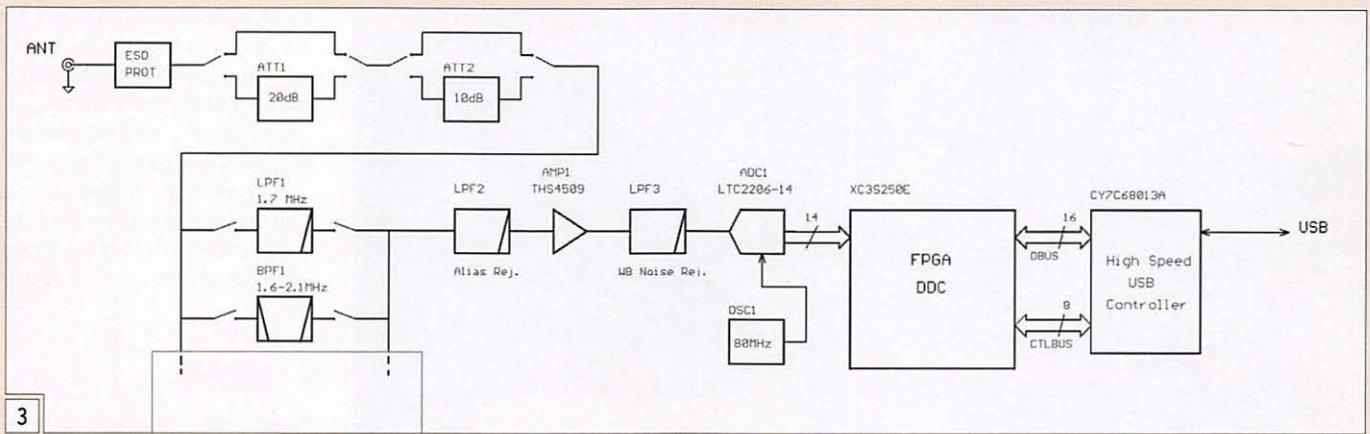 ANT
ESD
PROT
ATT1
20dB
ATT2
10dB
LPF1
1.7 MHz
BPF1
1.6-2.1MHz
LPF2
Alias Rej.
AMP1
THS4509
LPF3
WB Noise Rej.
ADC1
LTC2206-14
14
OSC1
80MHz
XC3S250E
FPGA
DDC
16
DBUS
8
CTLBUS
CY7C68013A
High Speed
USB
Controller
USB
3